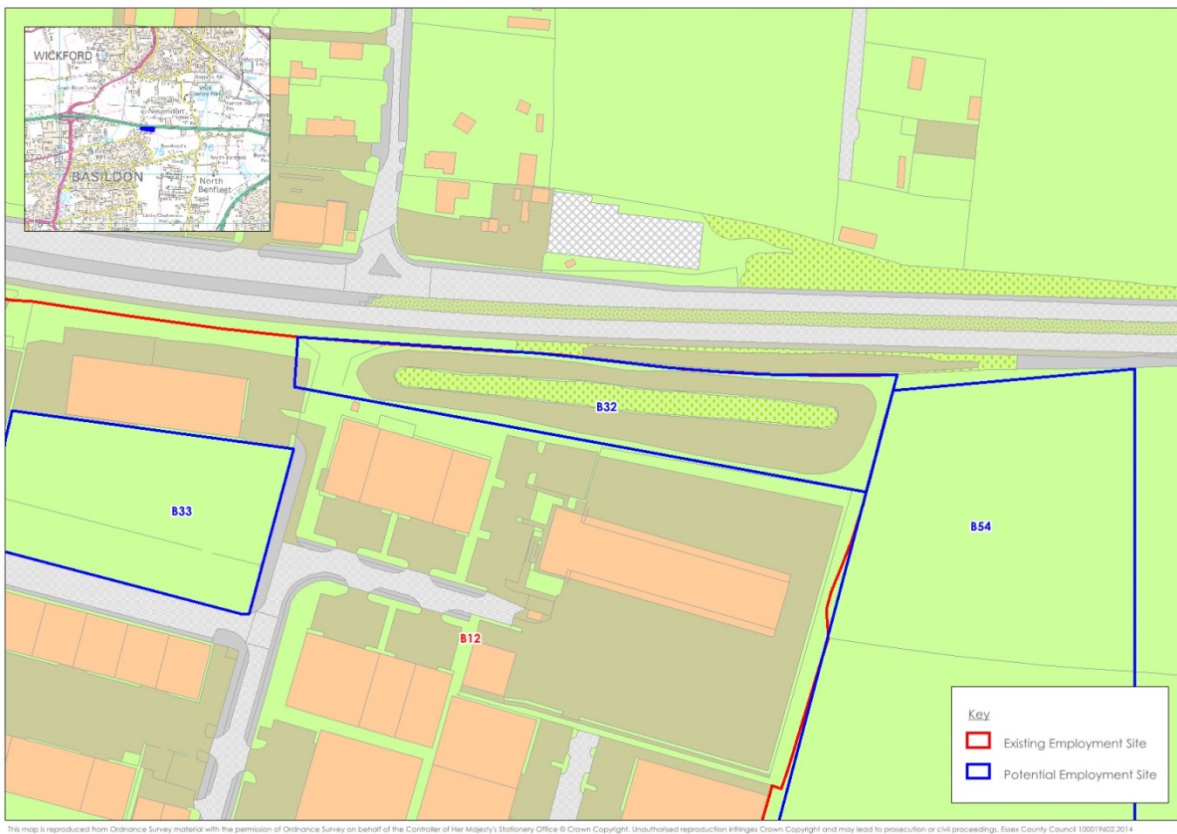 WICKFORD
Nevendon
BASILDON
North
Benfleet
B32
B33
B54
B12
Key
Existing Employment Site
Potential Employment Site
This map is reproduced from Ordnance Survey material with the permission of Ordnance Survey on behalf of the Controller of Her Majesty's Stationery Office © Crown Copyright. Unauthorised reproduction infringes Crown Copyright and may lead to prosecution or civil proceedings. Essex County Council 100019602,2014